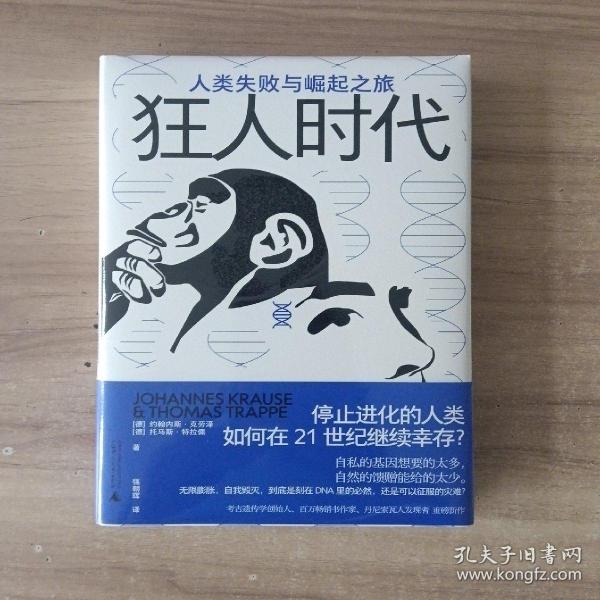 人类失败与崛起之旅
狂人时代
JOHANNES KRAUSE
& THOMAS TRAPPE
[德] 约翰内斯·克劳泽
[德] 托马斯·特拉佩
著
强朝晖 译
停止进化的人类
如何在 21 世纪继续幸存?
自私的基因想要的太多,
自然的馈赠能给的太少。
无限膨胀,自我毁灭,到底是刻在DNA里的必然,还是可以征服的灾难?
考古遗传学创始人、百万畅销书作家、丹尼索瓦人发现者 重磅新作
孔夫子旧书网
www.kongfz.com